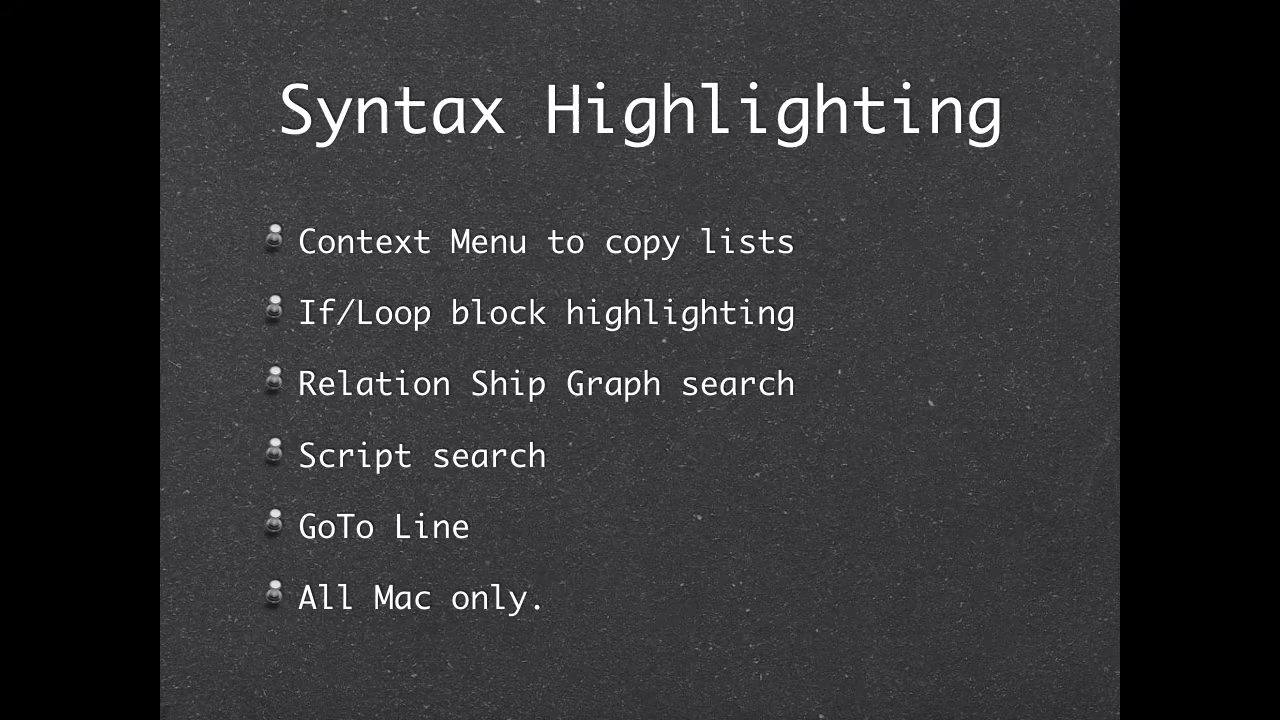 Syntax Highlighting
Context Menu to copy lists
If/Loop block highlighting
Relation Ship Graph search
Script search
GoTo Line
All Mac only.